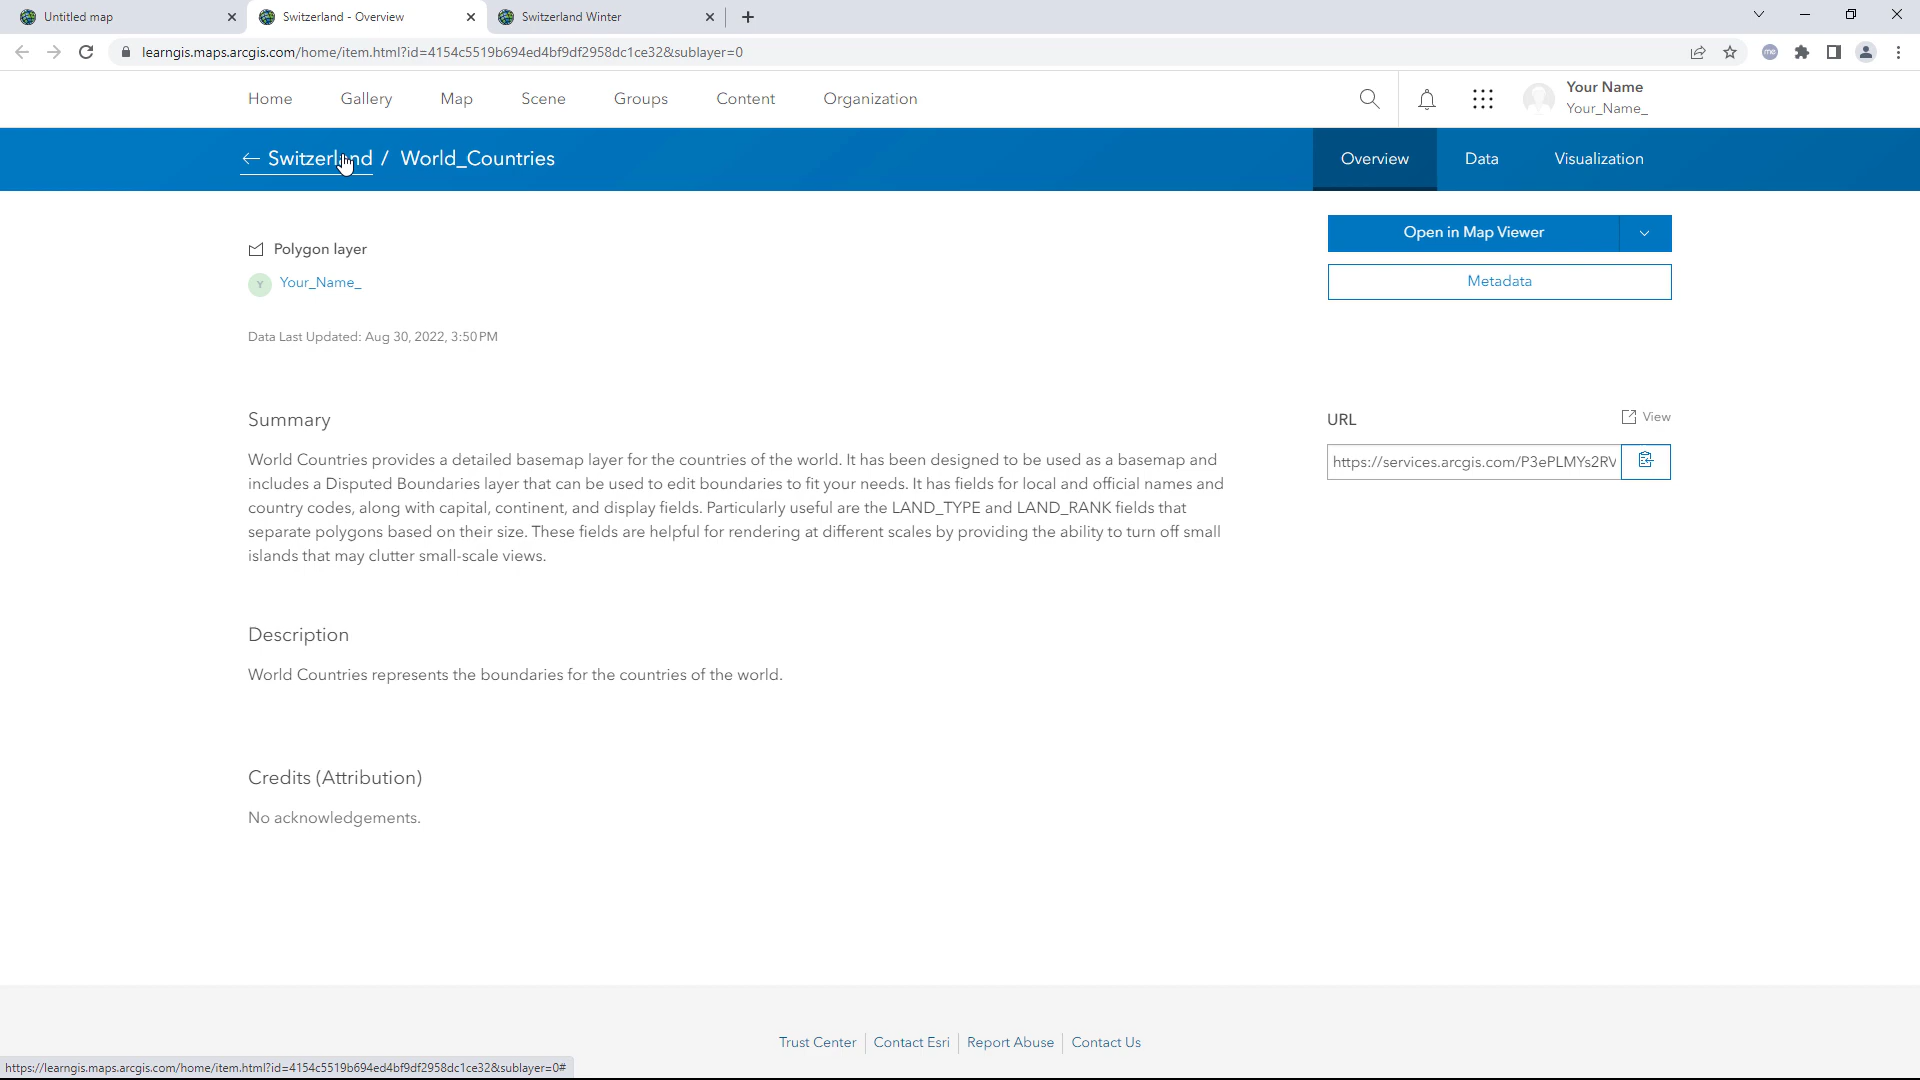 Untitled map
Switzerland - Overview
Switzerland Winter
learngis.maps.arcgis.com/home/item.html?id=4154c5519b694ed4bf9df2958dc1ce32&sublayer=0
me
Home Gallery Map Scene Groups Content Organization
Your Name
Your_Name_
Switzerland / World_Countries
Overview Data Visualization
Polygon layer
Open in Map Viewer
Y Your_Name_
Metadata
Data Last Updated: Aug 30, 2022, 3:50 PM
Summary
URL
View
World Countries provides a detailed basemap layer for the countries of the world. It has been designed to be used as a basemap and
includes a Disputed Boundaries layer that can be used to edit boundaries to fit your needs. It has fields for local and official names and
country codes, along with capital, continent, and display fields. Particularly useful are the LAND_TYPE and LAND_RANK fields that
separate polygons based on their size. These fields are helpful for rendering at different scales by providing the ability to turn off small
islands that may clutter small-scale views.
https://services.arcgis.com/P3ePLMYs2RV
Description
World Countries represents the boundaries for the countries of the world.
Credits (Attribution)
No acknowledgements.
Trust Center Contact Esri Report Abuse Contact Us
https://learngis.maps.arcgis.com/home/item.html?id=4154c5519b694ed4bf9df2958dc1ce32&sublayer=0#